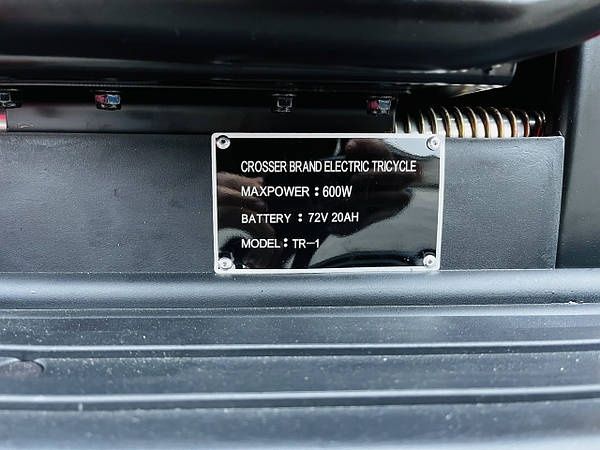 CROSSER BRAND ELECTRIC TRICYCLE
MAXPOWER : 600W
BATTERY : 72V 20AH
MODEL : TR-1